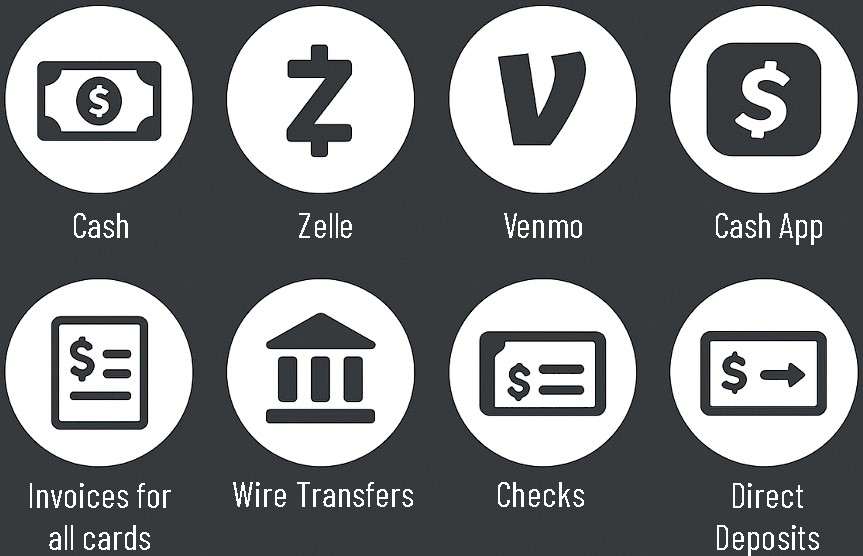 $
$
Cash
Zelle
Venmo
Cash App
$
$
$
Invoices for
all cards
Wire Transfers
Checks
Direct
Deposits